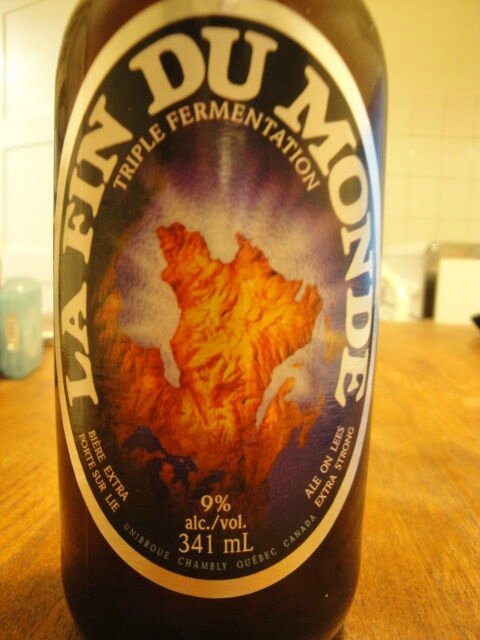 LA FIN DU MONDE
TRIPLE FERMENTATION
BIÈRE EXTRA
FORTE SUR LIE
9%
alc./vol.
341 mL
ALE ON LEES
EXTRA STRONG
UNIBROUE CHAMBLY QUÉBEC CANADA